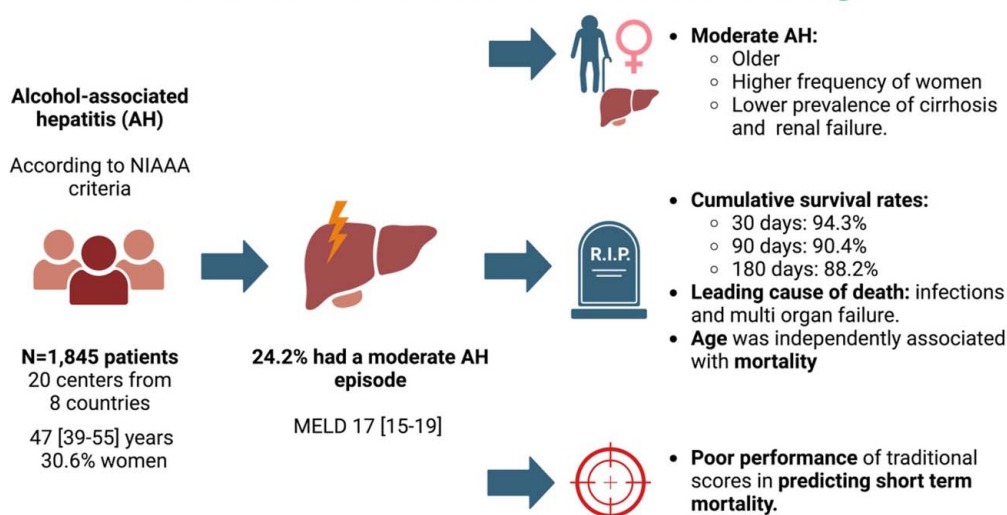 Alcohol-associated
hepatitis (AH)
According to NIAAA
criteria
N=1,845 patients
20 centers from
8 countries
47 [39-55] years
30.6% women
24.2% had a moderate AH
episode
MELD 17 [15-19]
• Moderate AH:
○ Older
○ Higher frequency of women
○ Lower prevalence of cirrhosis
and renal failure.
R.I.P.
• Cumulative survival rates:
○ 30 days: 94.3%
○ 90 days: 90.4%
○ 180 days: 88.2%
• Leading cause of death: infections
and multi organ failure.
• Age was independently associated
with mortality
• Poor performance of traditional
scores in predicting short term
mortality.